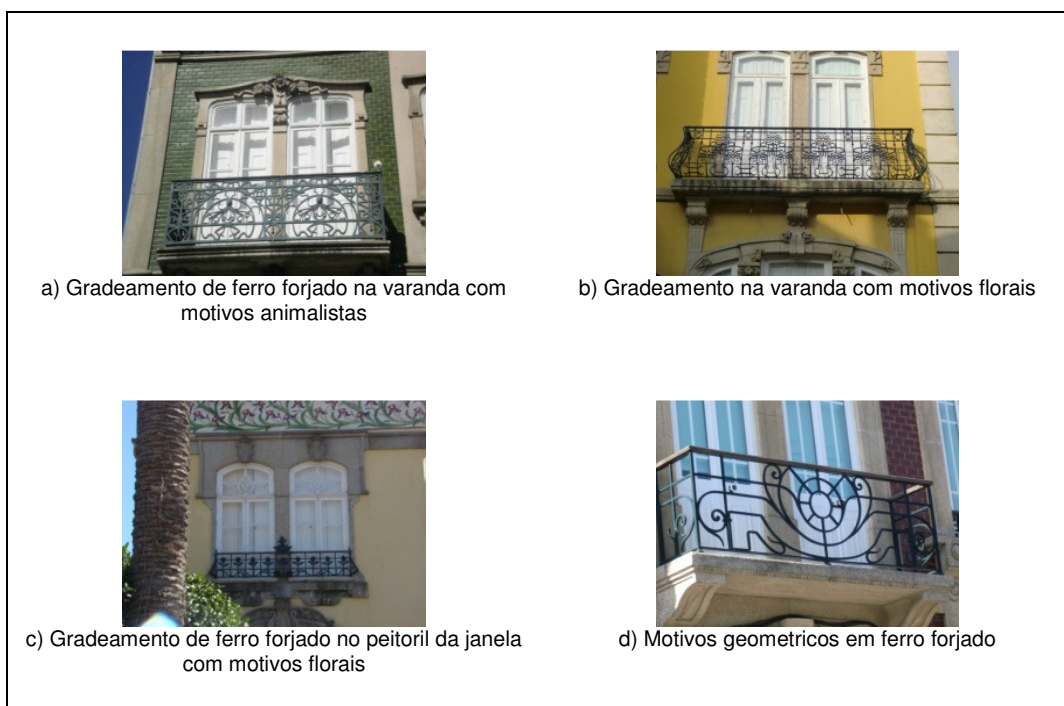 a) Gradeamento de ferro forjado na varanda com
motivos animalistas
b) Gradeamento na varanda com motivos florais
c) Gradeamento de ferro forjado no peitoril da janela
com motivos florais
d) Motivos geometricos em ferro forjado